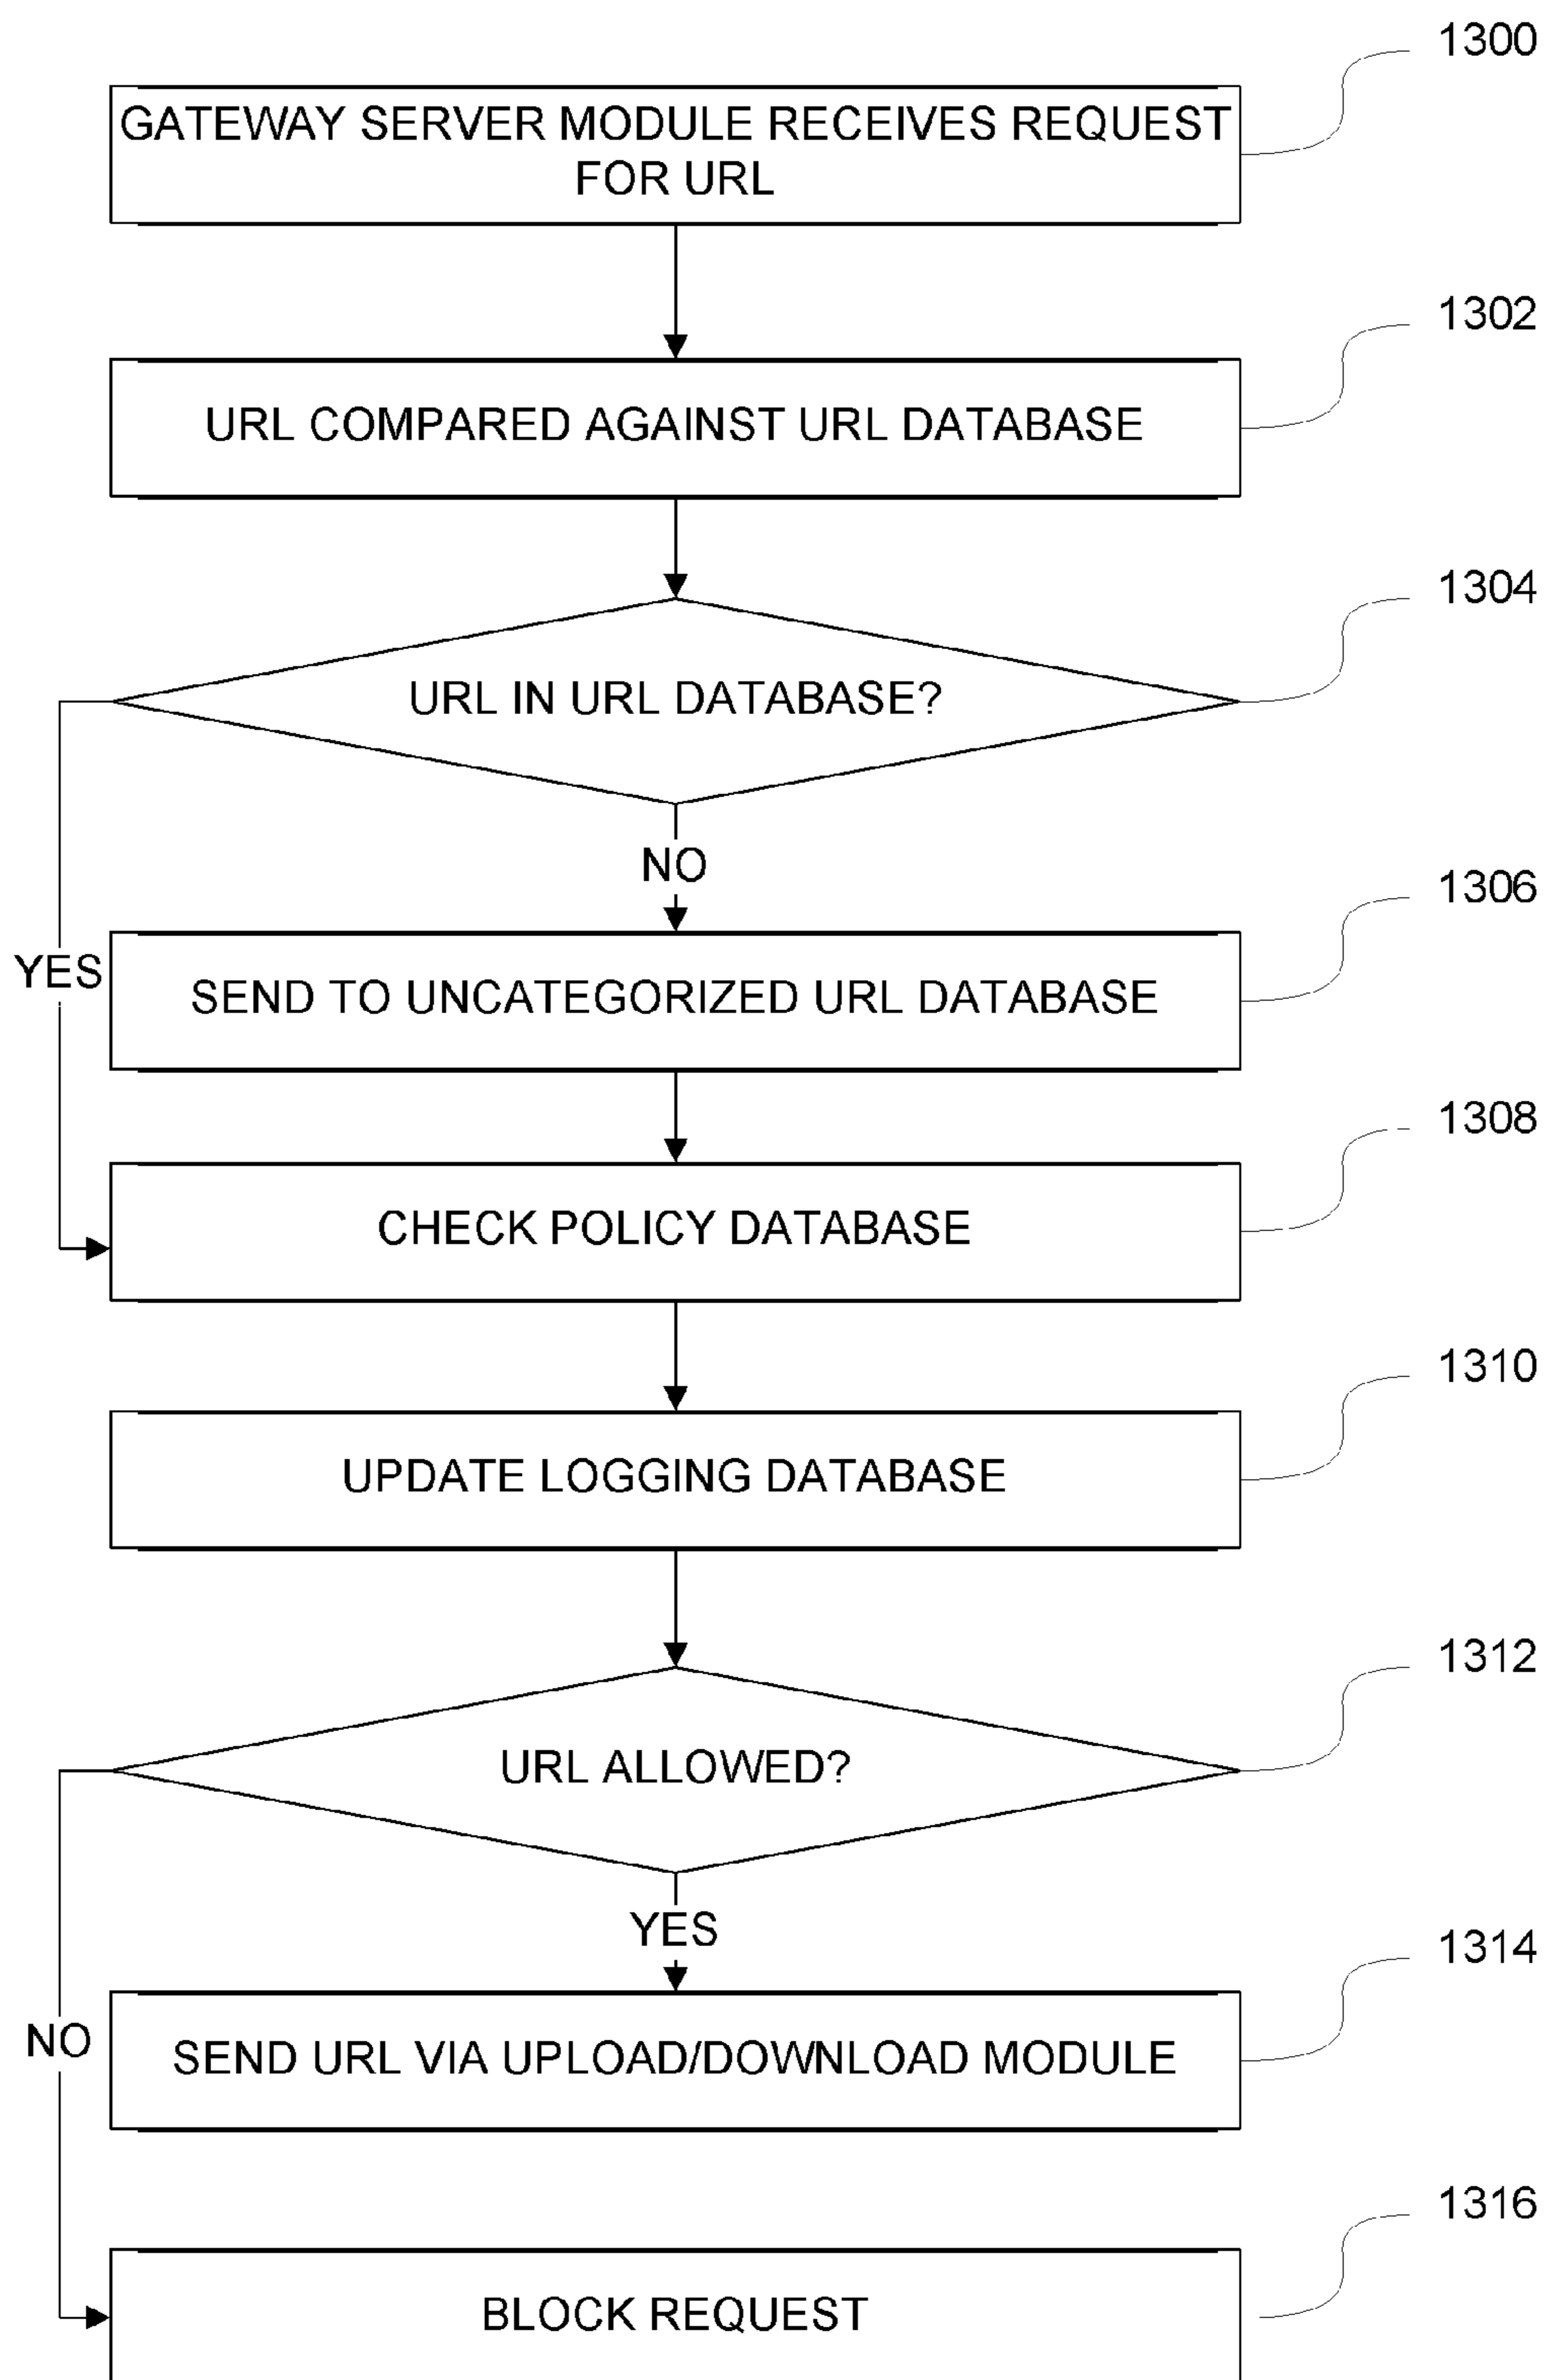 1300
GATEWAY SERVER MODULE RECEIVES REQUEST
FOR URL
1302
URL COMPARED AGAINST URL DATABASE
1304
URL IN URL DATABASE?
NO
1306
YES
SEND TO UNCATEGORIZED URL DATABASE
1308
CHECK POLICY DATABASE
1310
UPDATE LOGGING DATABASE
1312
URL ALLOWED?
YES
1314
NO
SEND URL VIA UPLOAD/DOWNLOAD MODULE
1316
BLOCK REQUEST